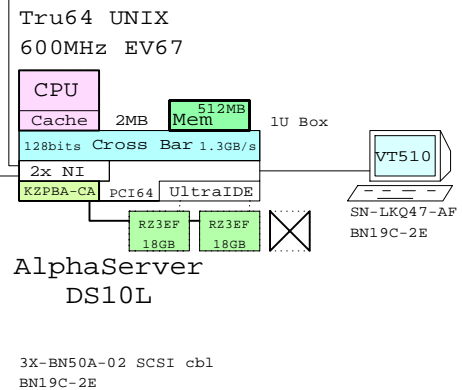 Tru64 UNIX
600MHz EV67
CPU
Cache 2MB Mem 512MB 1U Box
128bits Cross Bar 1.3GB/s
2x NI
KZPBA-CA PCI64 UltraIDE
VT510
SN-LKQ47-AF
BN19C-2E
RZ3EF RZ3EF
18GB 18GB
AlphaServer
DS10L
3X-BN50A-02 SCSI cbl
BN19C-2E